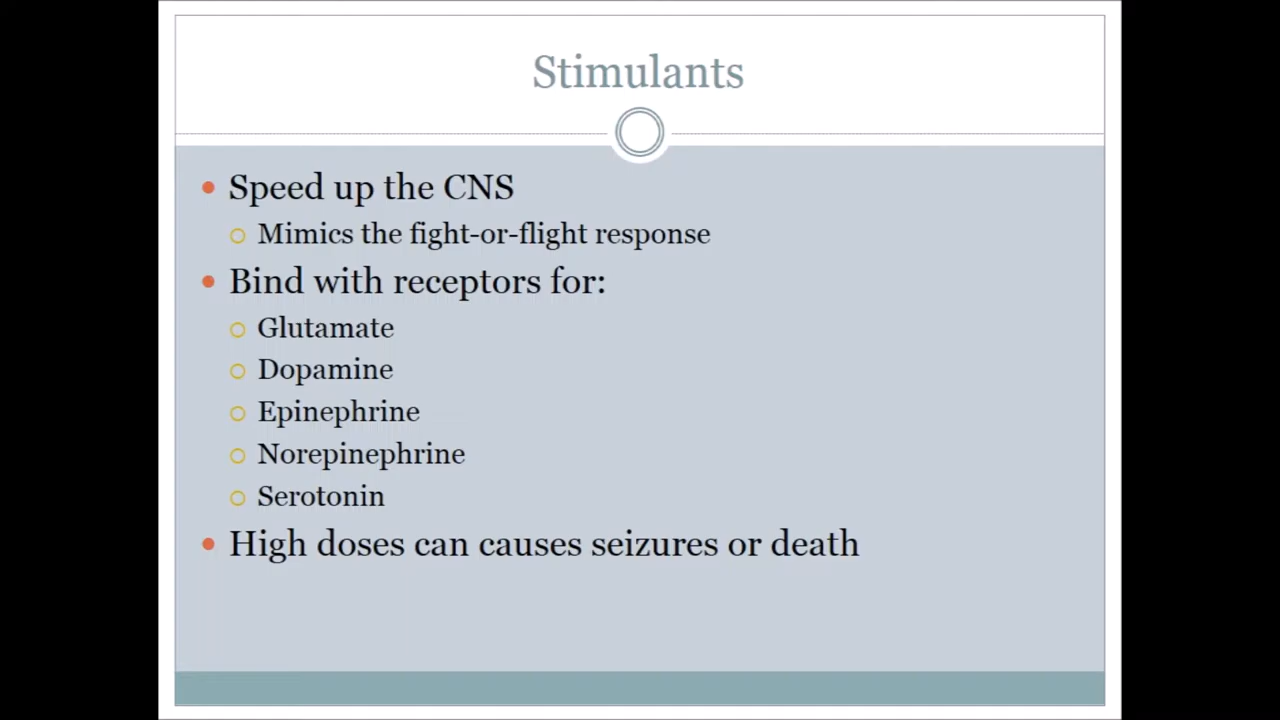 Stimulants
Speed up the CNS
Mimics the fight-or-flight response
Bind with receptors for:
Glutamate
Dopamine
Epinephrine
Norepinephrine
Serotonin
High doses can causes seizures or death